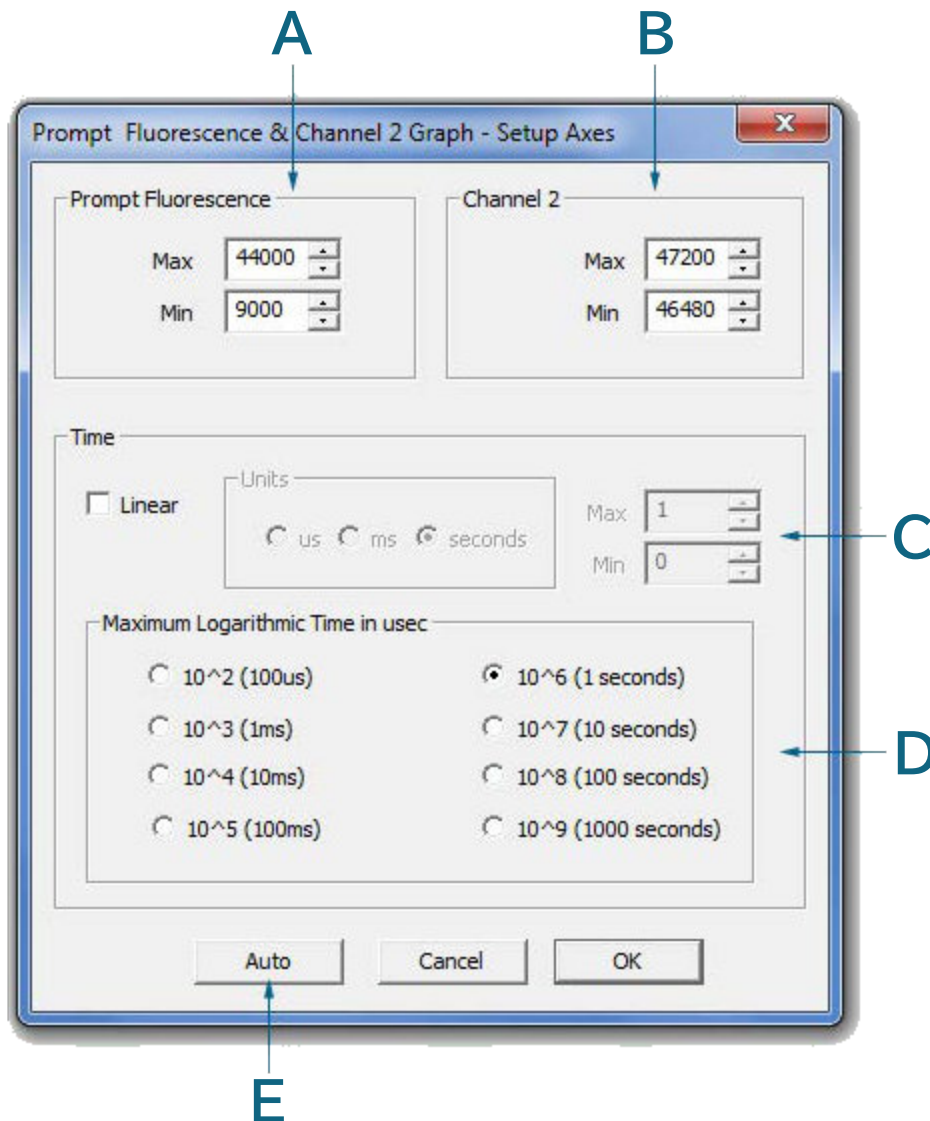 A
B
Prompt Fluorescence & Channel 2 Graph - Setup Axes
x
Prompt Fluorescence
Max 44000
Min 9000
Channel 2
Max 47200
Min 46480
Time
Linear
Units
us ms seconds
Max 1
Min 0
C
Maximum Logarithmic Time in usec
10^2 (100us)
10^3 (1ms)
10^4 (10ms)
10^5 (100ms)
10^6 (1 seconds)
10^7 (10 seconds)
10^8 (100 seconds)
10^9 (1000 seconds)
D
Auto Cancel OK
E